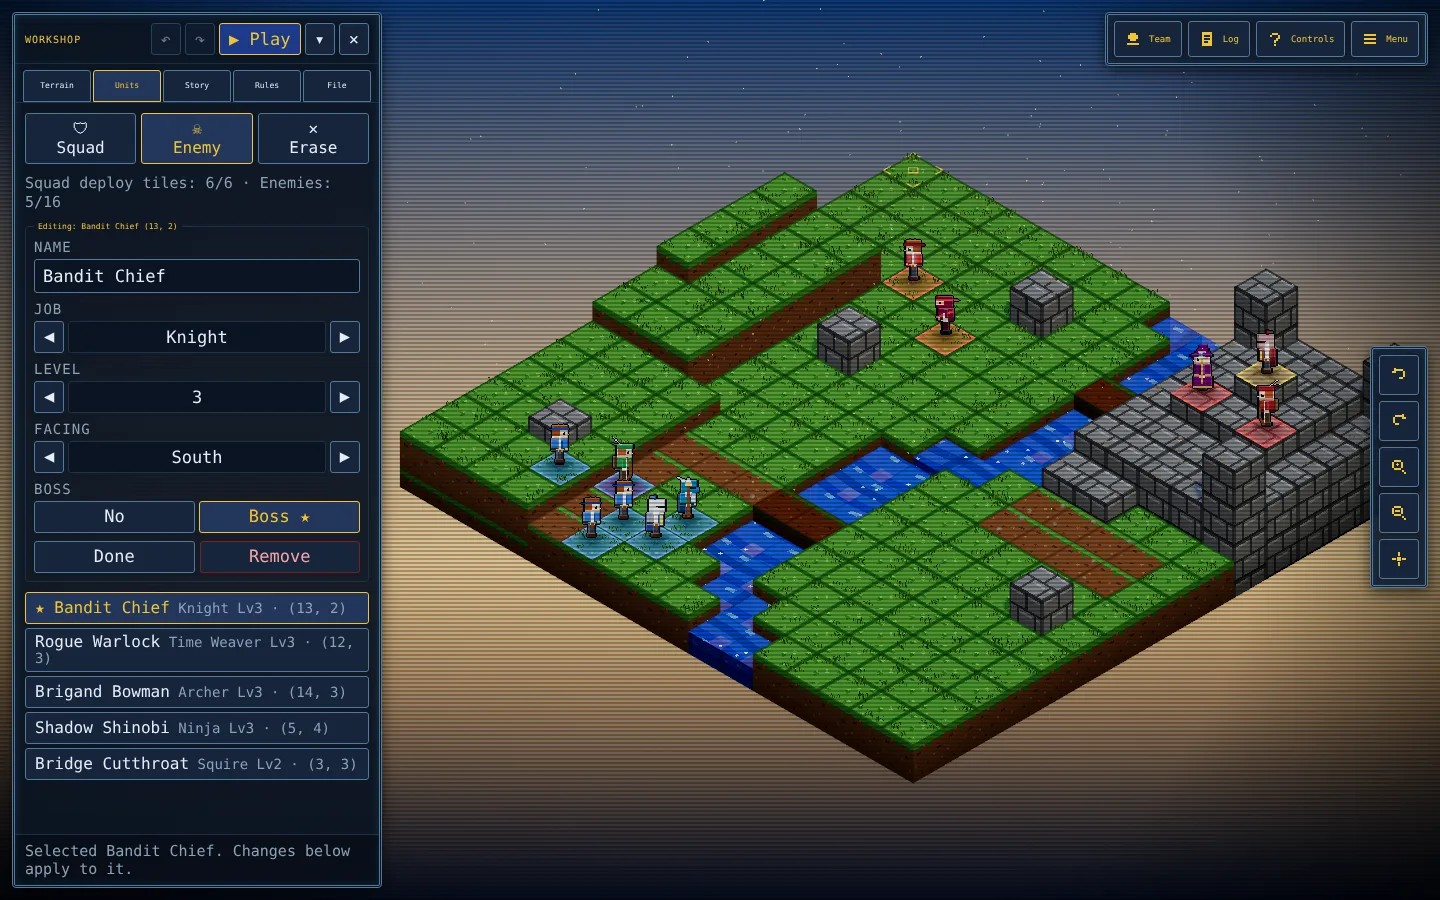 WORKSHOP
↶
↷
▶ Play
▼
×
Team
Log
? Controls
Menu
Terrain
Units
Story
Rules
File
Squad
Enemy
× Erase
Squad deploy tiles: 6/6 · Enemies:
5/16
Editing: Bandit Chief (13, 2)
NAME
Bandit Chief
JOB
◀ Knight ▶
LEVEL
◀ 3 ▶
FACING
◀ South ▶
BOSS
No
Boss ★
Done
Remove
★ Bandit Chief Knight Lv3 · (13, 2)
Rogue Warlock Time Weaver Lv3 · (12,
3)
Brigand Bowman Archer Lv3 · (14, 3)
Shadow Shinobi Ninja Lv3 · (5, 4)
Bridge Cutthroat Squire Lv2 · (3, 3)
Selected Bandit Chief. Changes below
apply to it.